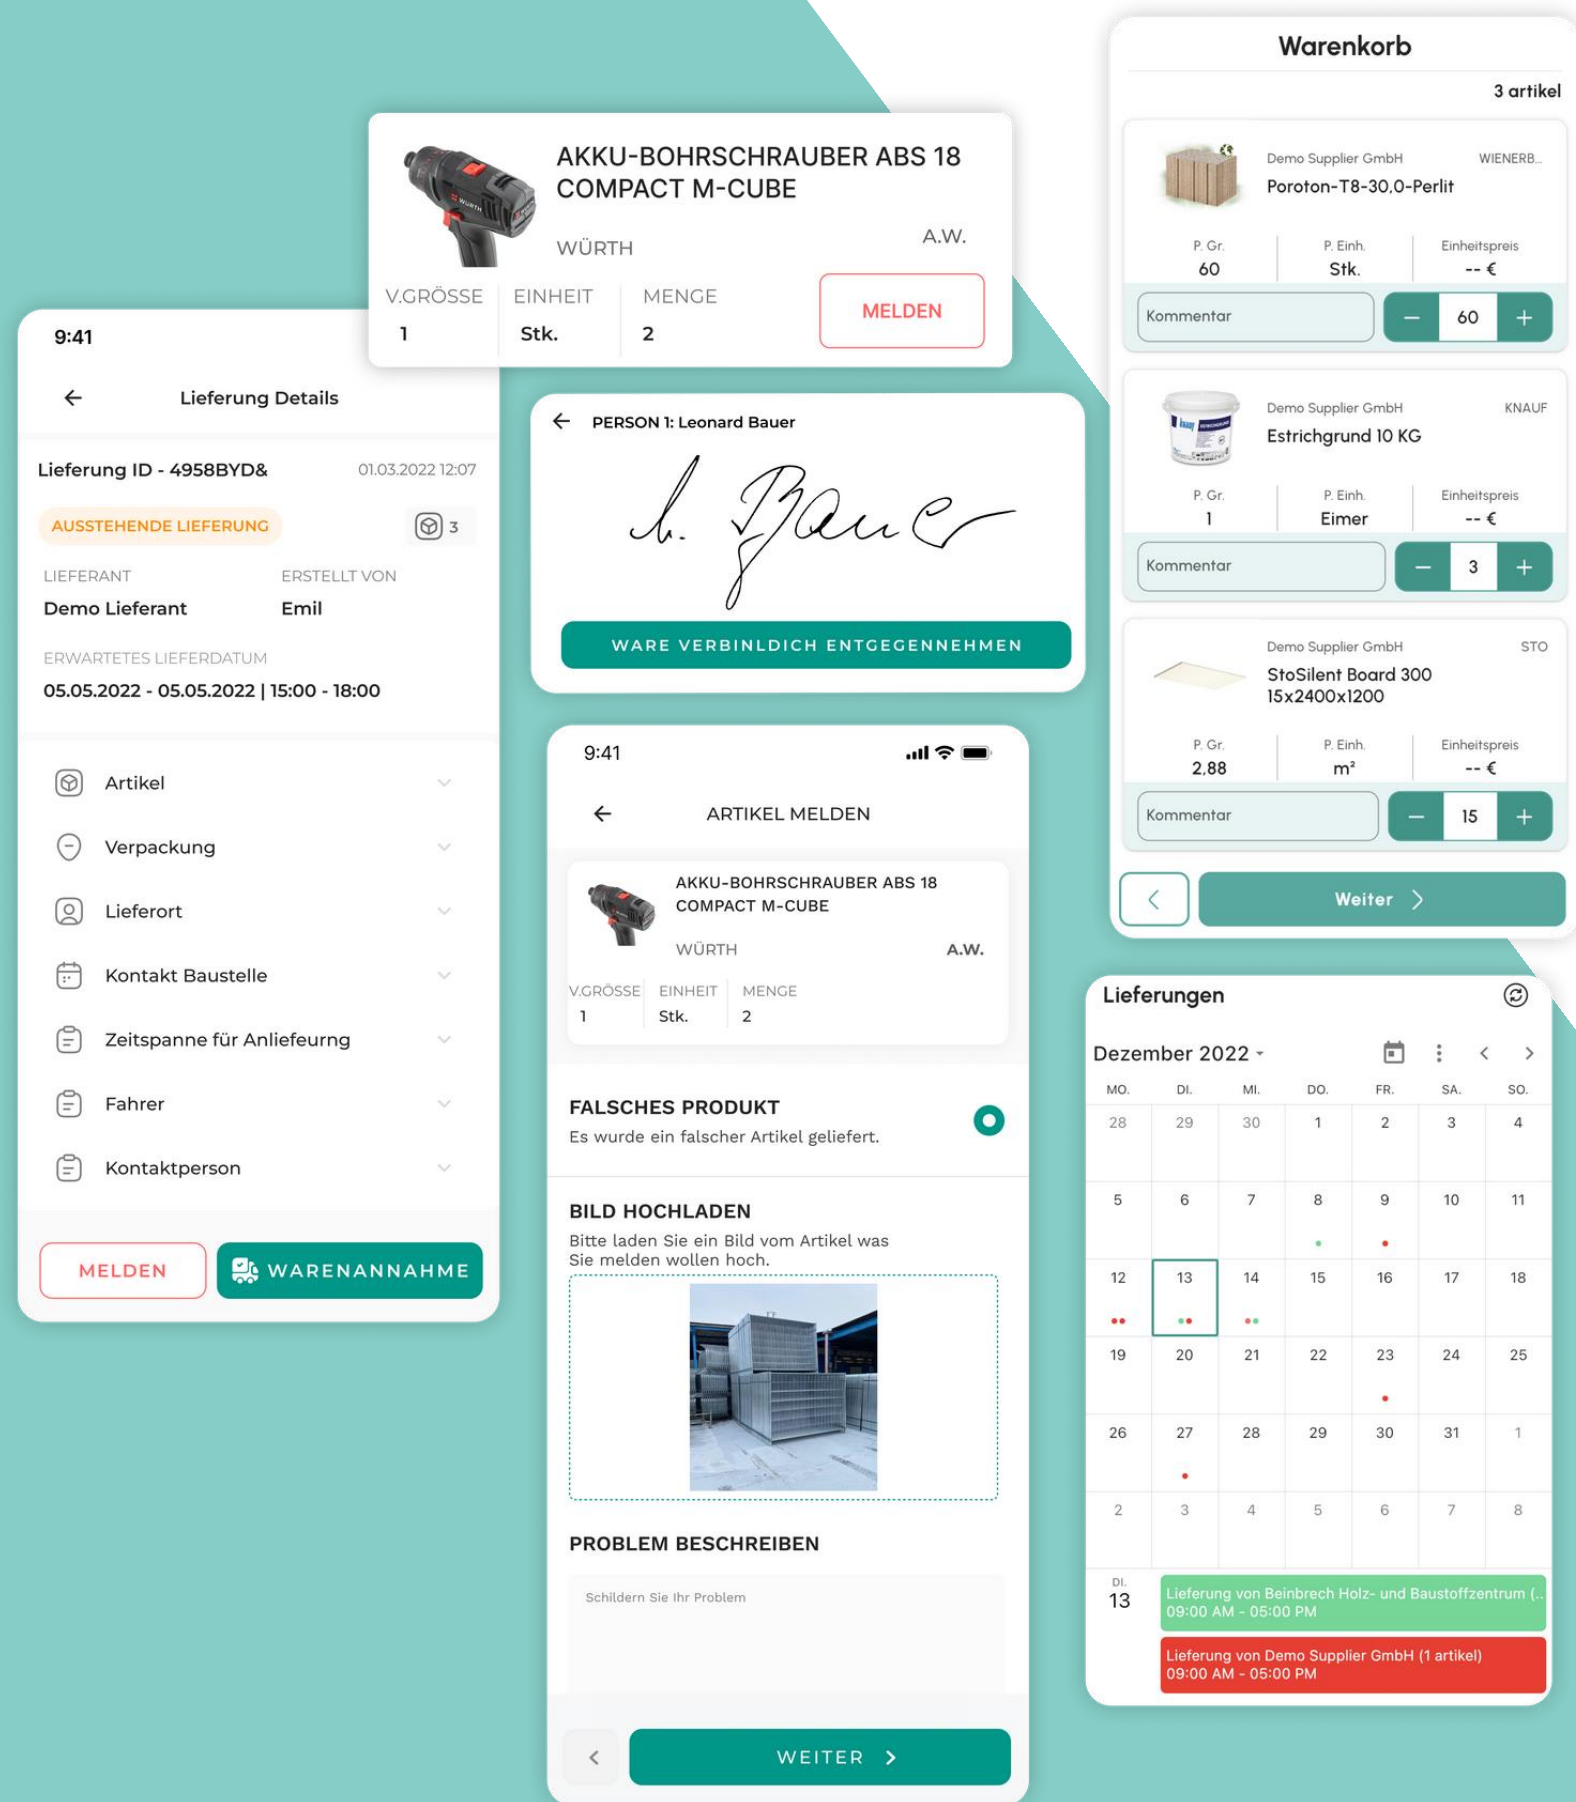 AKKU-BOHRSCHRAUBER ABS 18
COMPACT M-CUBE
WÜRTH
A.W.
WÜRTH
V.GRÖSSE EINHEIT MENGE
1 Stk. 2
MELDEN
9:41
Lieferung Details
Lieferung ID - 4958BYD& 01.03.2022 12:07
AUSSTEHENDE LIEFERUNG 3
LIEFERANT ERSTELLT VON
Demo Lieferant Emil
ERWARTETES LIEFERDATUM
05.05.2022 - 05.05.2022 | 15:00 - 18:00
Artikel
Verpackung
Lieferort
Kontakt Baustelle
Zeitspanne für Anliefeurng
Fahrer
Kontaktperson
MELDEN WARENANNAHME
PERSON 1: Leonard Bauer
b. Bauer
WARE VERBINLDICH ENTGEGENNEHMEN
9:41
ARTIKEL MELDEN
AKKU-BOHRSCHRAUBER ABS 18
COMPACT M-CUBE
WÜRTH A.W.
V.GRÖSSE EINHEIT MENGE
1 Stk. 2
FALSCHES PRODUKT
Es wurde ein falscher Artikel geliefert.
BILD HOCHLADEN
Bitte laden Sie ein Bild vom Artikel was
Sie melden wollen hoch.
PROBLEM BESCHREIBEN
Schildern Sie Ihr Problem
WEITER
Warenkorb
3 artikel
Demo Supplier GmbH WIENERB...
Poroton-T8-30,0-Perlit
P. Gr. P. Einh. Einheitspreis
60 Stk. -- €
Kommentar − 60 +
Demo Supplier GmbH KNAUF
Estrichgrund 10 KG
knauf ESTRICHGRUND
P. Gr. P. Einh. Einheitspreis
1 Eimer -- €
Kommentar − 3 +
Demo Supplier GmbH STO
StoSilent Board 300
15x2400x1200
P. Gr. P. Einh. Einheitspreis
2,88 m² -- €
Kommentar − 15 +
Weiter
Lieferungen
Dezember 2022
MO. DI. MI. DO. FR. SA. SO.
28 29 30 1 2 3 4
5 6 7 8 9 10 11
12 13 14 15 16 17 18
19 20 21 22 23 24 25
26 27 28 29 30 31 1
2 3 4 5 6 7 8
DI.
13
Lieferung von Beinbrech Holz- und Baustoffzentrum (..
09:00 AM - 05:00 PM
Lieferung von Demo Supplier GmbH (1 artikel)
09:00 AM - 05:00 PM